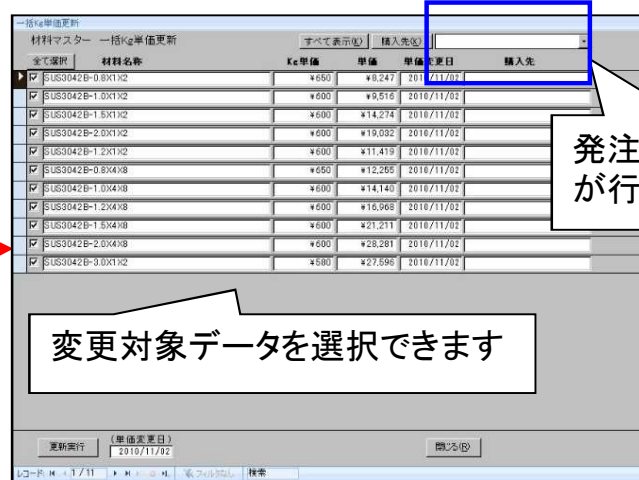 一括Kg単価更新
材料マスター 一括Kg単価更新
すべて表示(L) 購入先(K)
全て選択 材料名称 Kg単価 単価 単価変更日 購入先
SUS3042B-0.8X1X2 ¥650 ¥8,247 2010/11/02
SUS3042B-1.0X1X2 ¥600 ¥9,516 2010/11/02
SUS3042B-1.5X1X2 ¥600 ¥14,274 2010/11/02
SUS3042B-2.0X1X2 ¥600 ¥19,032 2010/11/02
SUS3042B-1.2X1X2 ¥600 ¥11,419 2010/11/02
SUS3042B-0.8X4X8 ¥650 ¥12,255 2010/11/02
SUS3042B-1.0X4X8 ¥600 ¥14,140 2010/11/02
SUS3042B-1.2X4X8 ¥600 ¥16,968 2010/11/02
SUS3042B-1.5X4X8 ¥600 ¥21,211 2010/11/02
SUS3042B-2.0X4X8 ¥600 ¥28,281 2010/11/02
SUS3042B-3.0X1X2 ¥580 ¥27,596 2010/11/02
発注
が行
変更対象データを選択できます
更新実行 (単価変更日) 閉じる(R)
2010/11/02
レコード: 1 / 11 フィルタなし 検索